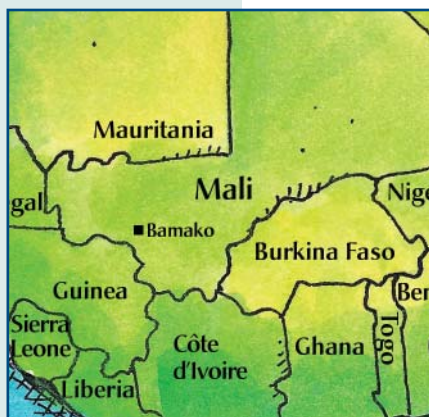 Mauritania
Mali
gal
Nige
Bamako
Burkina Faso
Guinea
Ber
Sierra
Leone
Côte
d'Ivoire
Ghana
Togo
Liberia